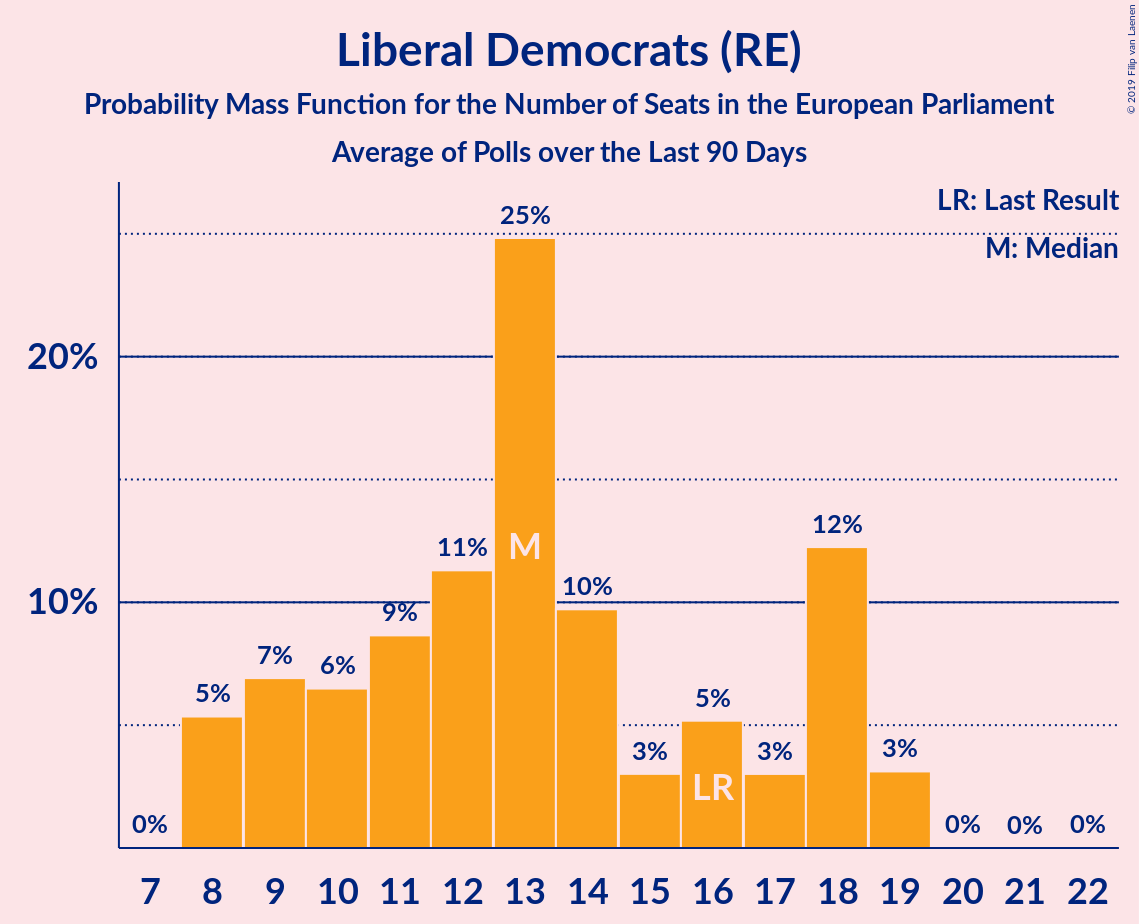 Liberal Democrats (RE)
Probability Mass Function for the Number of Seats in the European Parliament
Average of Polls over the Last 90 Days
© 2019 Filip van Laenen
LR: Last Result
M: Median
20%
10%
0%
5%
7%
6%
9%
11%
25%
M
10%
3%
5%
LR
3%
12%
3%
0%
0%
0%
7 8 9 10 11 12 13 14 15 16 17 18 19 20 21 22